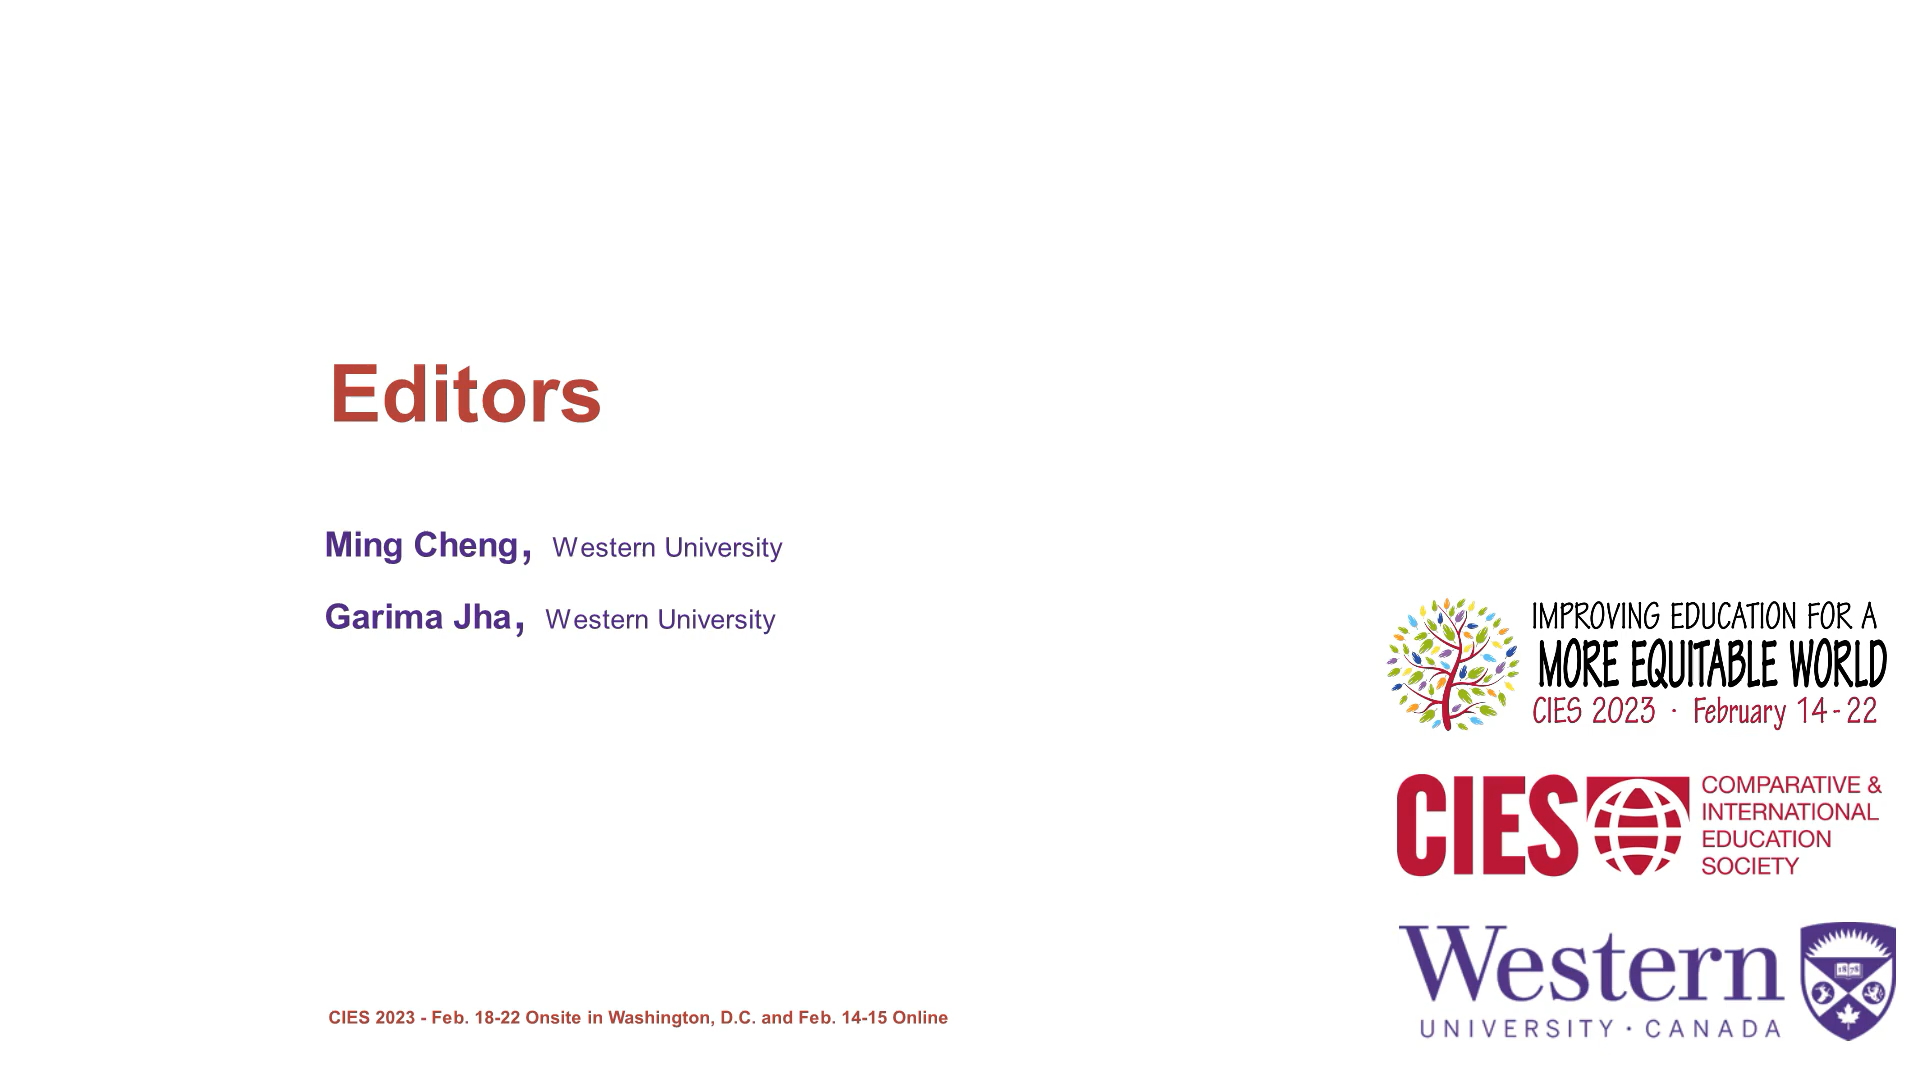 Editors
Ming Cheng, Western University
Garima Jha, Western University
IMPROVING EDUCATION FOR A
MORE EQUITABLE WORLD
CIES 2023 · February 14-22
CIES
COMPARATIVE &
INTERNATIONAL
EDUCATION
SOCIETY
Western
UNIVERSITY · CANADA
CIES 2023 - Feb. 18-22 Onsite in Washington, D.C. and Feb. 14-15 Online